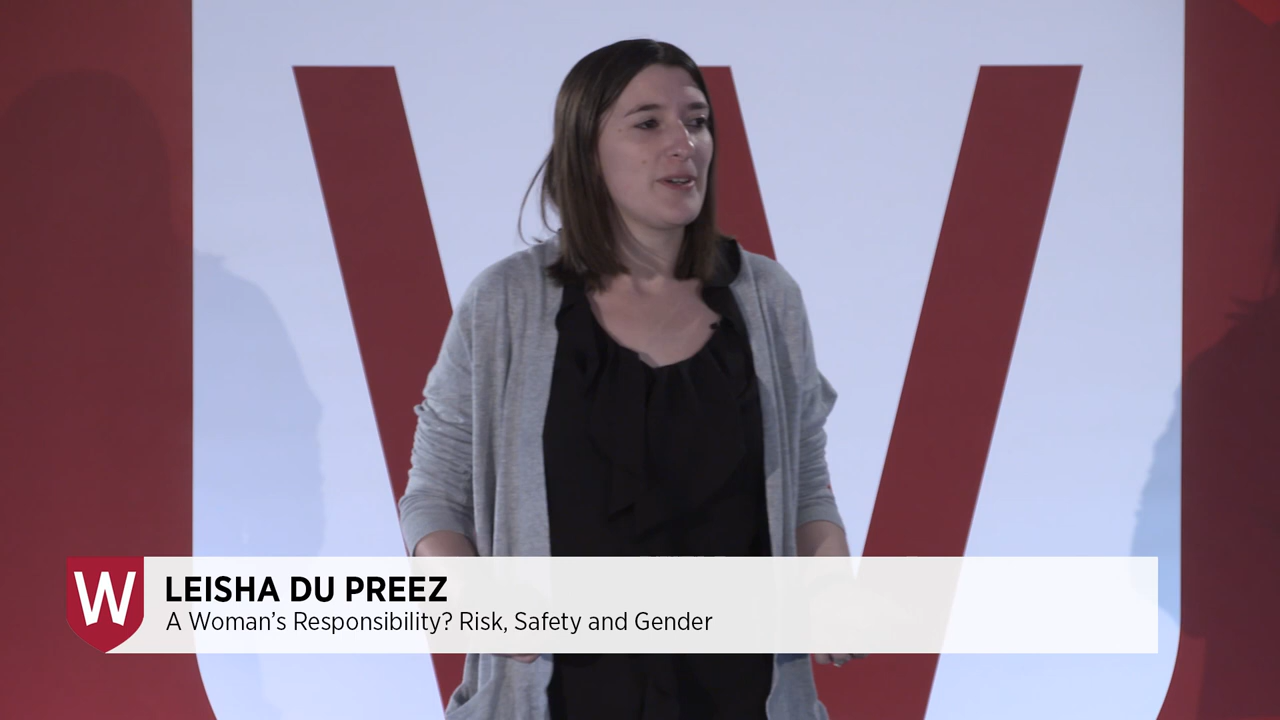 W
W
LEISHA DU PREEZ
A Woman's Responsibility? Risk, Safety and Gender